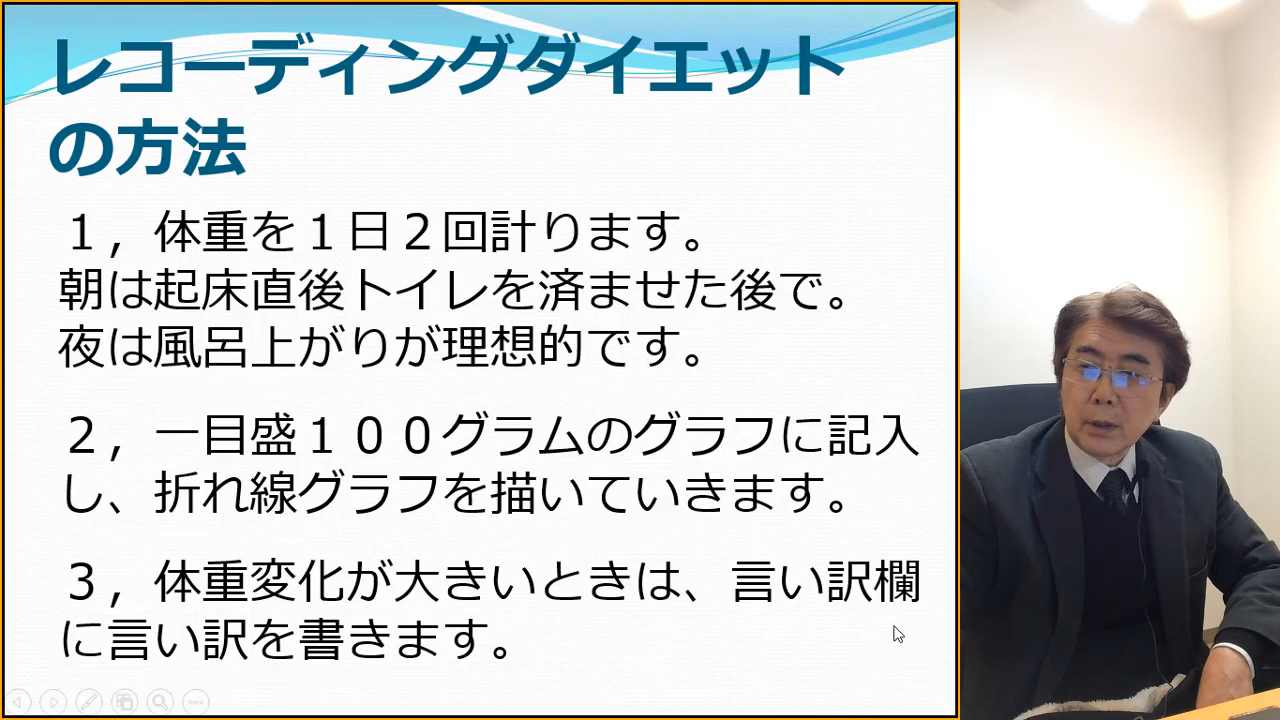 レコーディングダイエット
の方法
１，体重を１日２回計ります。
朝は起床直後トイレを済ませた後で。
夜は風呂上がりが理想的です。
２，一目盛１００グラムのグラフに記入
し、折れ線グラフを描いていきます。
３，体重変化が大きいときは、言い訳欄
に言い訳を書きます。